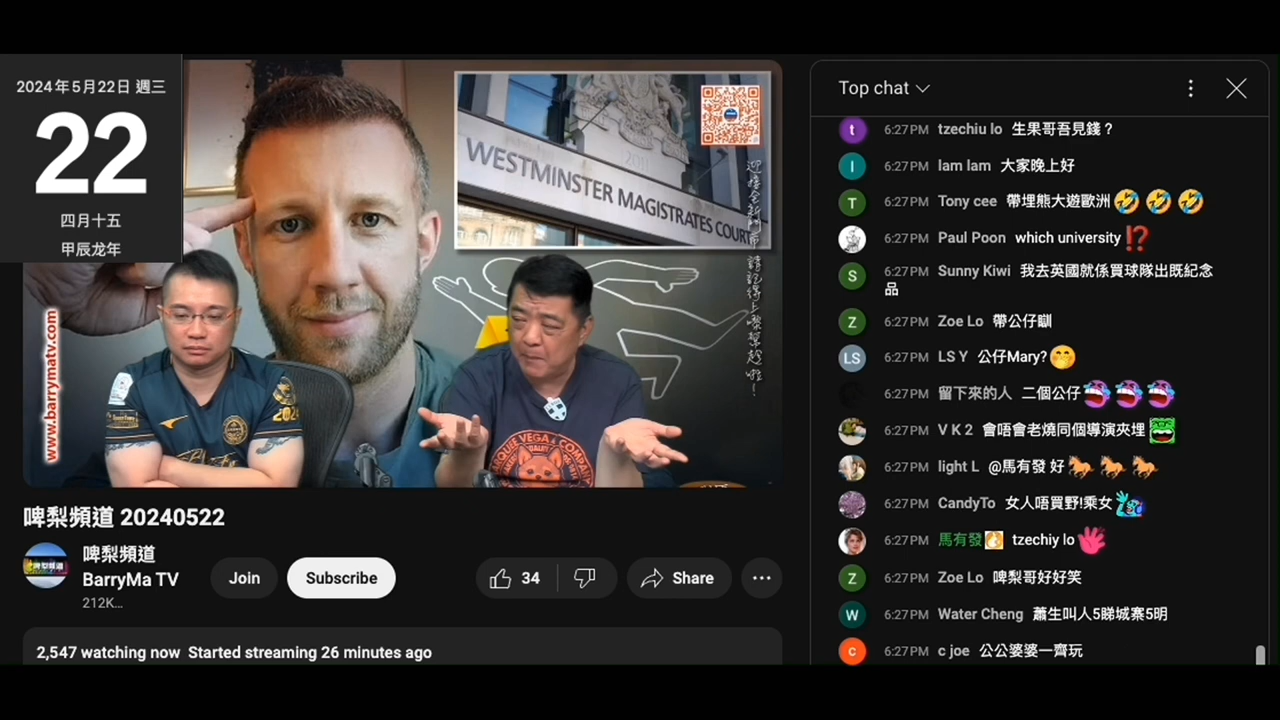 2024年5月22日 週三
22
四月十五
甲辰龙年
www.barrymatv.com
2011
WESTMINSTER MAGISTRATES COURT
2024
QUALITY
啤梨頻道 20240522
啤梨頻道
BarryMa TV
212K...
Join
Subscribe
34
Share
2,547 watching now Started streaming 26 minutes ago
Top chat
t 6:27PM tzechiu lo 生果哥吾見錢？
l 6:27PM lam lam 大家晚上好
T 6:27PM Tony cee 帶埋熊大遊歐洲🤣🤣🤣
6:27PM Paul Poon which university⁉️
S 6:27PM Sunny Kiwi 我去英國就係買球隊出既紀念
品
Z 6:27PM Zoe Lo 帶公仔瞓
LS 6:27PM LS Y 公仔Mary?🤭
6:27PM 留下來的人 二個公仔
6:27PM V K 2 會唔會老燒同個導演夾埋
6:27PM light L @馬有發 好🐎🐎🐎
6:27PM CandyTo 女人唔買野!乘女
6:27PM 馬有發 tzechiy lo
Z 6:27PM Zoe Lo 啤梨哥好好笑
W 6:27PM Water Cheng 蕭生叫人5睇城寨5明
c 6:27PM c joe 公公婆婆一齊玩